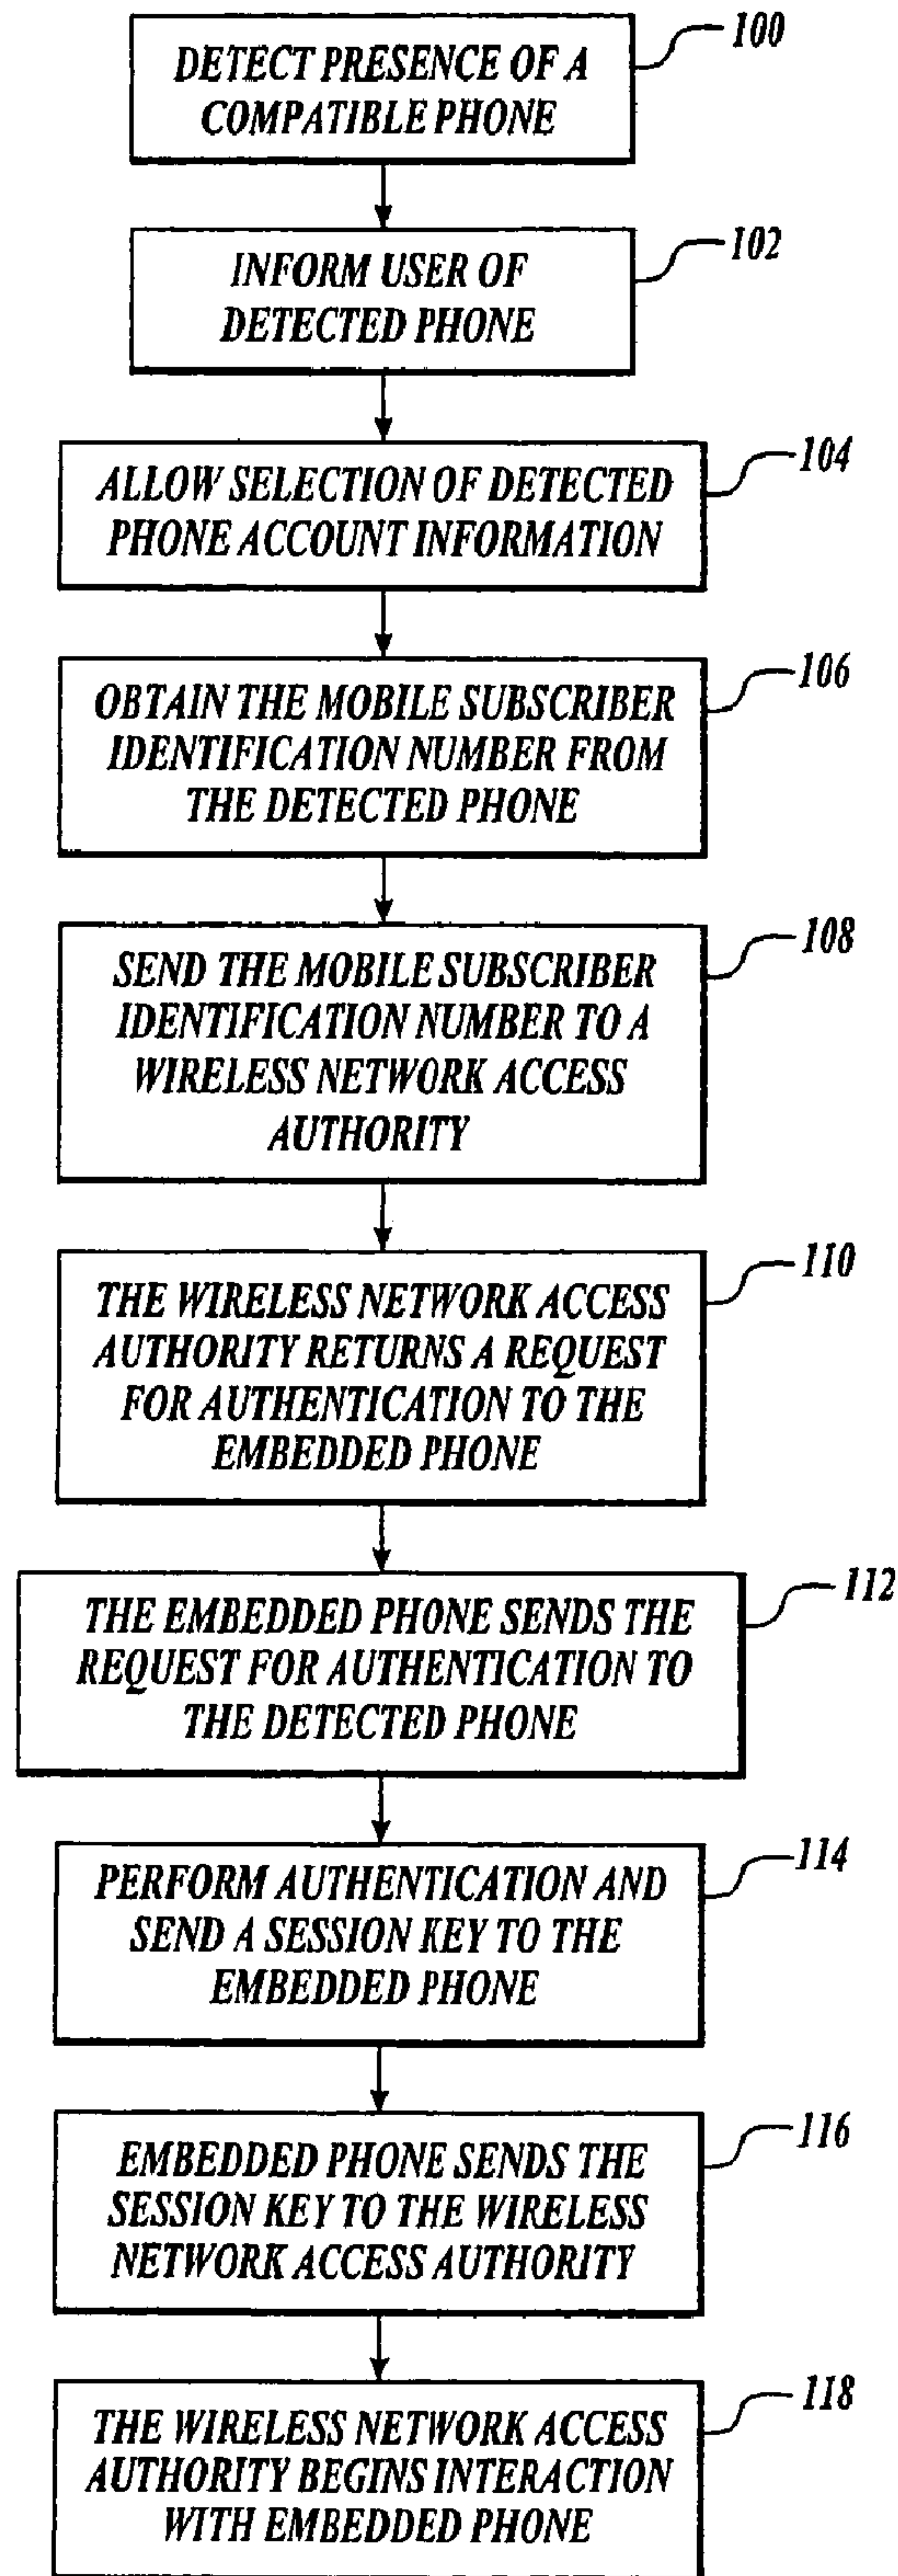 100
DETECT PRESENCE OF A
COMPATIBLE PHONE
102
INFORM USER OF
DETECTED PHONE
104
ALLOW SELECTION OF DETECTED
PHONE ACCOUNT INFORMATION
106
OBTAIN THE MOBILE SUBSCRIBER
IDENTIFICATION NUMBER FROM
THE DETECTED PHONE
108
SEND THE MOBILE SUBSCRIBER
IDENTIFICATION NUMBER TO A
WIRELESS NETWORK ACCESS
AUTHORITY
110
THE WIRELESS NETWORK ACCESS
AUTHORITY RETURNS A REQUEST
FOR AUTHENTICATION TO THE
EMBEDDED PHONE
112
THE EMBEDDED PHONE SENDS THE
REQUEST FOR AUTHENTICATION TO
THE DETECTED PHONE
114
PERFORM AUTHENTICATION AND
SEND A SESSION KEY TO THE
EMBEDDED PHONE
116
EMBEDDED PHONE SENDS THE
SESSION KEY TO THE WIRELESS
NETWORK ACCESS AUTHORITY
118
THE WIRELESS NETWORK ACCESS
AUTHORITY BEGINS INTERACTION
WITH EMBEDDED PHONE